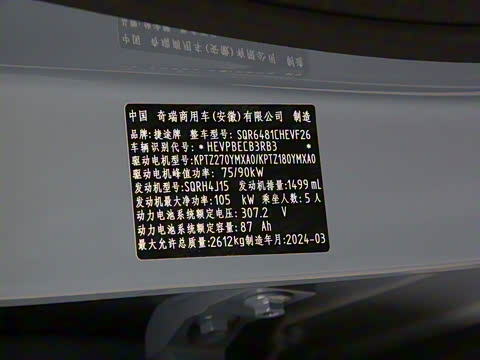 中国 奇瑞商用车(安徽)有限公司 制造
品牌:捷途牌 整车型号:SQR6481CHEVF26
车辆识别代号:*HEVPBECB3RB3
驱动电机型号:KPTZ270YMXA0/KPTZ180YMXA0
驱动电机峰值功率: 75/90kW
发动机型号:SQRH4J15 发动机排量:1499mL
发动机最大净功率:105 kW 乘坐人数:5人
动力电池系统额定电压:307.2 V
动力电池系统额定容量:87 Ah
最大允许总质量:2612kg制造年月:2024-03